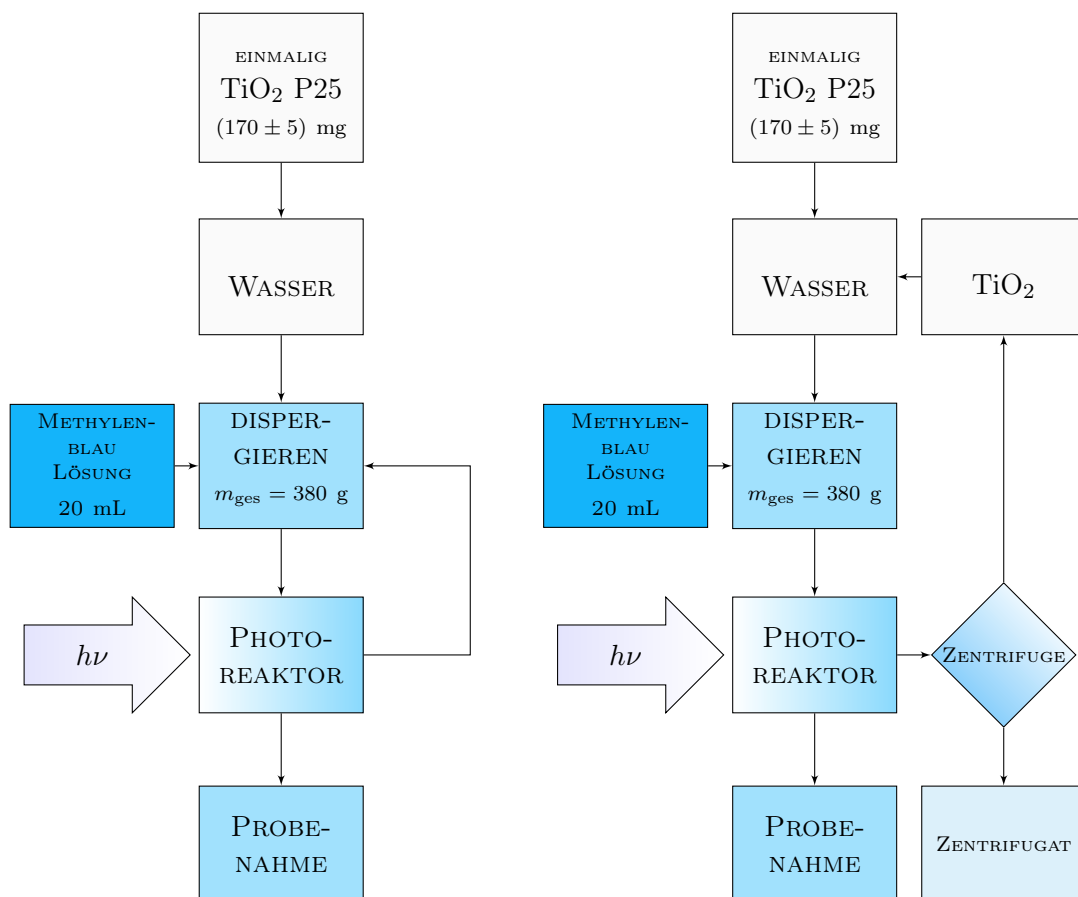 EINMALIG
TiO₂ P25
(170 ± 5) mg
WASSER
METHYLEN-
BLAU
LÖSUNG
20 mL
DISPER-
GIEREN
m_ges = 380 g
hν
PHOTO-
REAKTOR
PROBE-
NAHME
EINMALIG
TiO₂ P25
(170 ± 5) mg
WASSER
TiO₂
METHYLEN-
BLAU
LÖSUNG
20 mL
DISPER-
GIEREN
m_ges = 380 g
hν
PHOTO-
REAKTOR
ZENTRIFUGE
PROBE-
NAHME
ZENTRIFUGAT